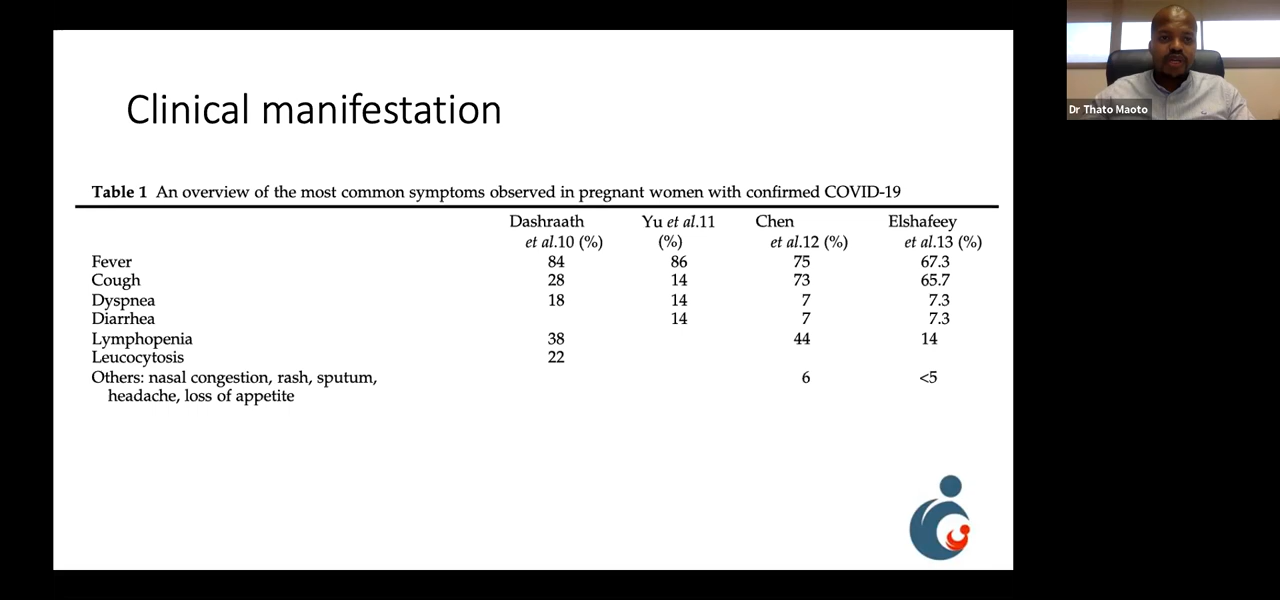 Clinical manifestation
Table 1 An overview of the most common symptoms observed in pregnant women with confirmed COVID-19
Dashraath Yu et al.11 Chen Elshafeey
et al.10 (%) (%) et al.12 (%) et al.13 (%)
Fever 84 86 75 67.3
Cough 28 14 73 65.7
Dyspnea 18 14 7 7.3
Diarrhea 14 7 7.3
Lymphopenia 38 44 14
Leucocytosis 22
Others: nasal congestion, rash, sputum, 6 <5
headache, loss of appetite
Dr Thato Maoto